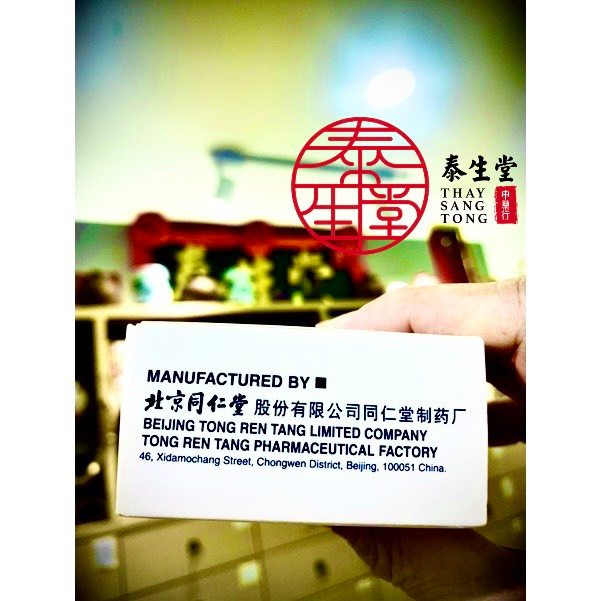 泰生堂
泰生堂
THAY
SANG
TONG
中藥行
MANUFACTURED BY
北京同仁堂 股份有限公司同仁堂制药厂
BEIJING TONG REN TANG LIMITED COMPANY
TONG REN TANG PHARMACEUTICAL FACTORY
46, Xidamochang Street, Chongwen District, Beijing, 100051 China.